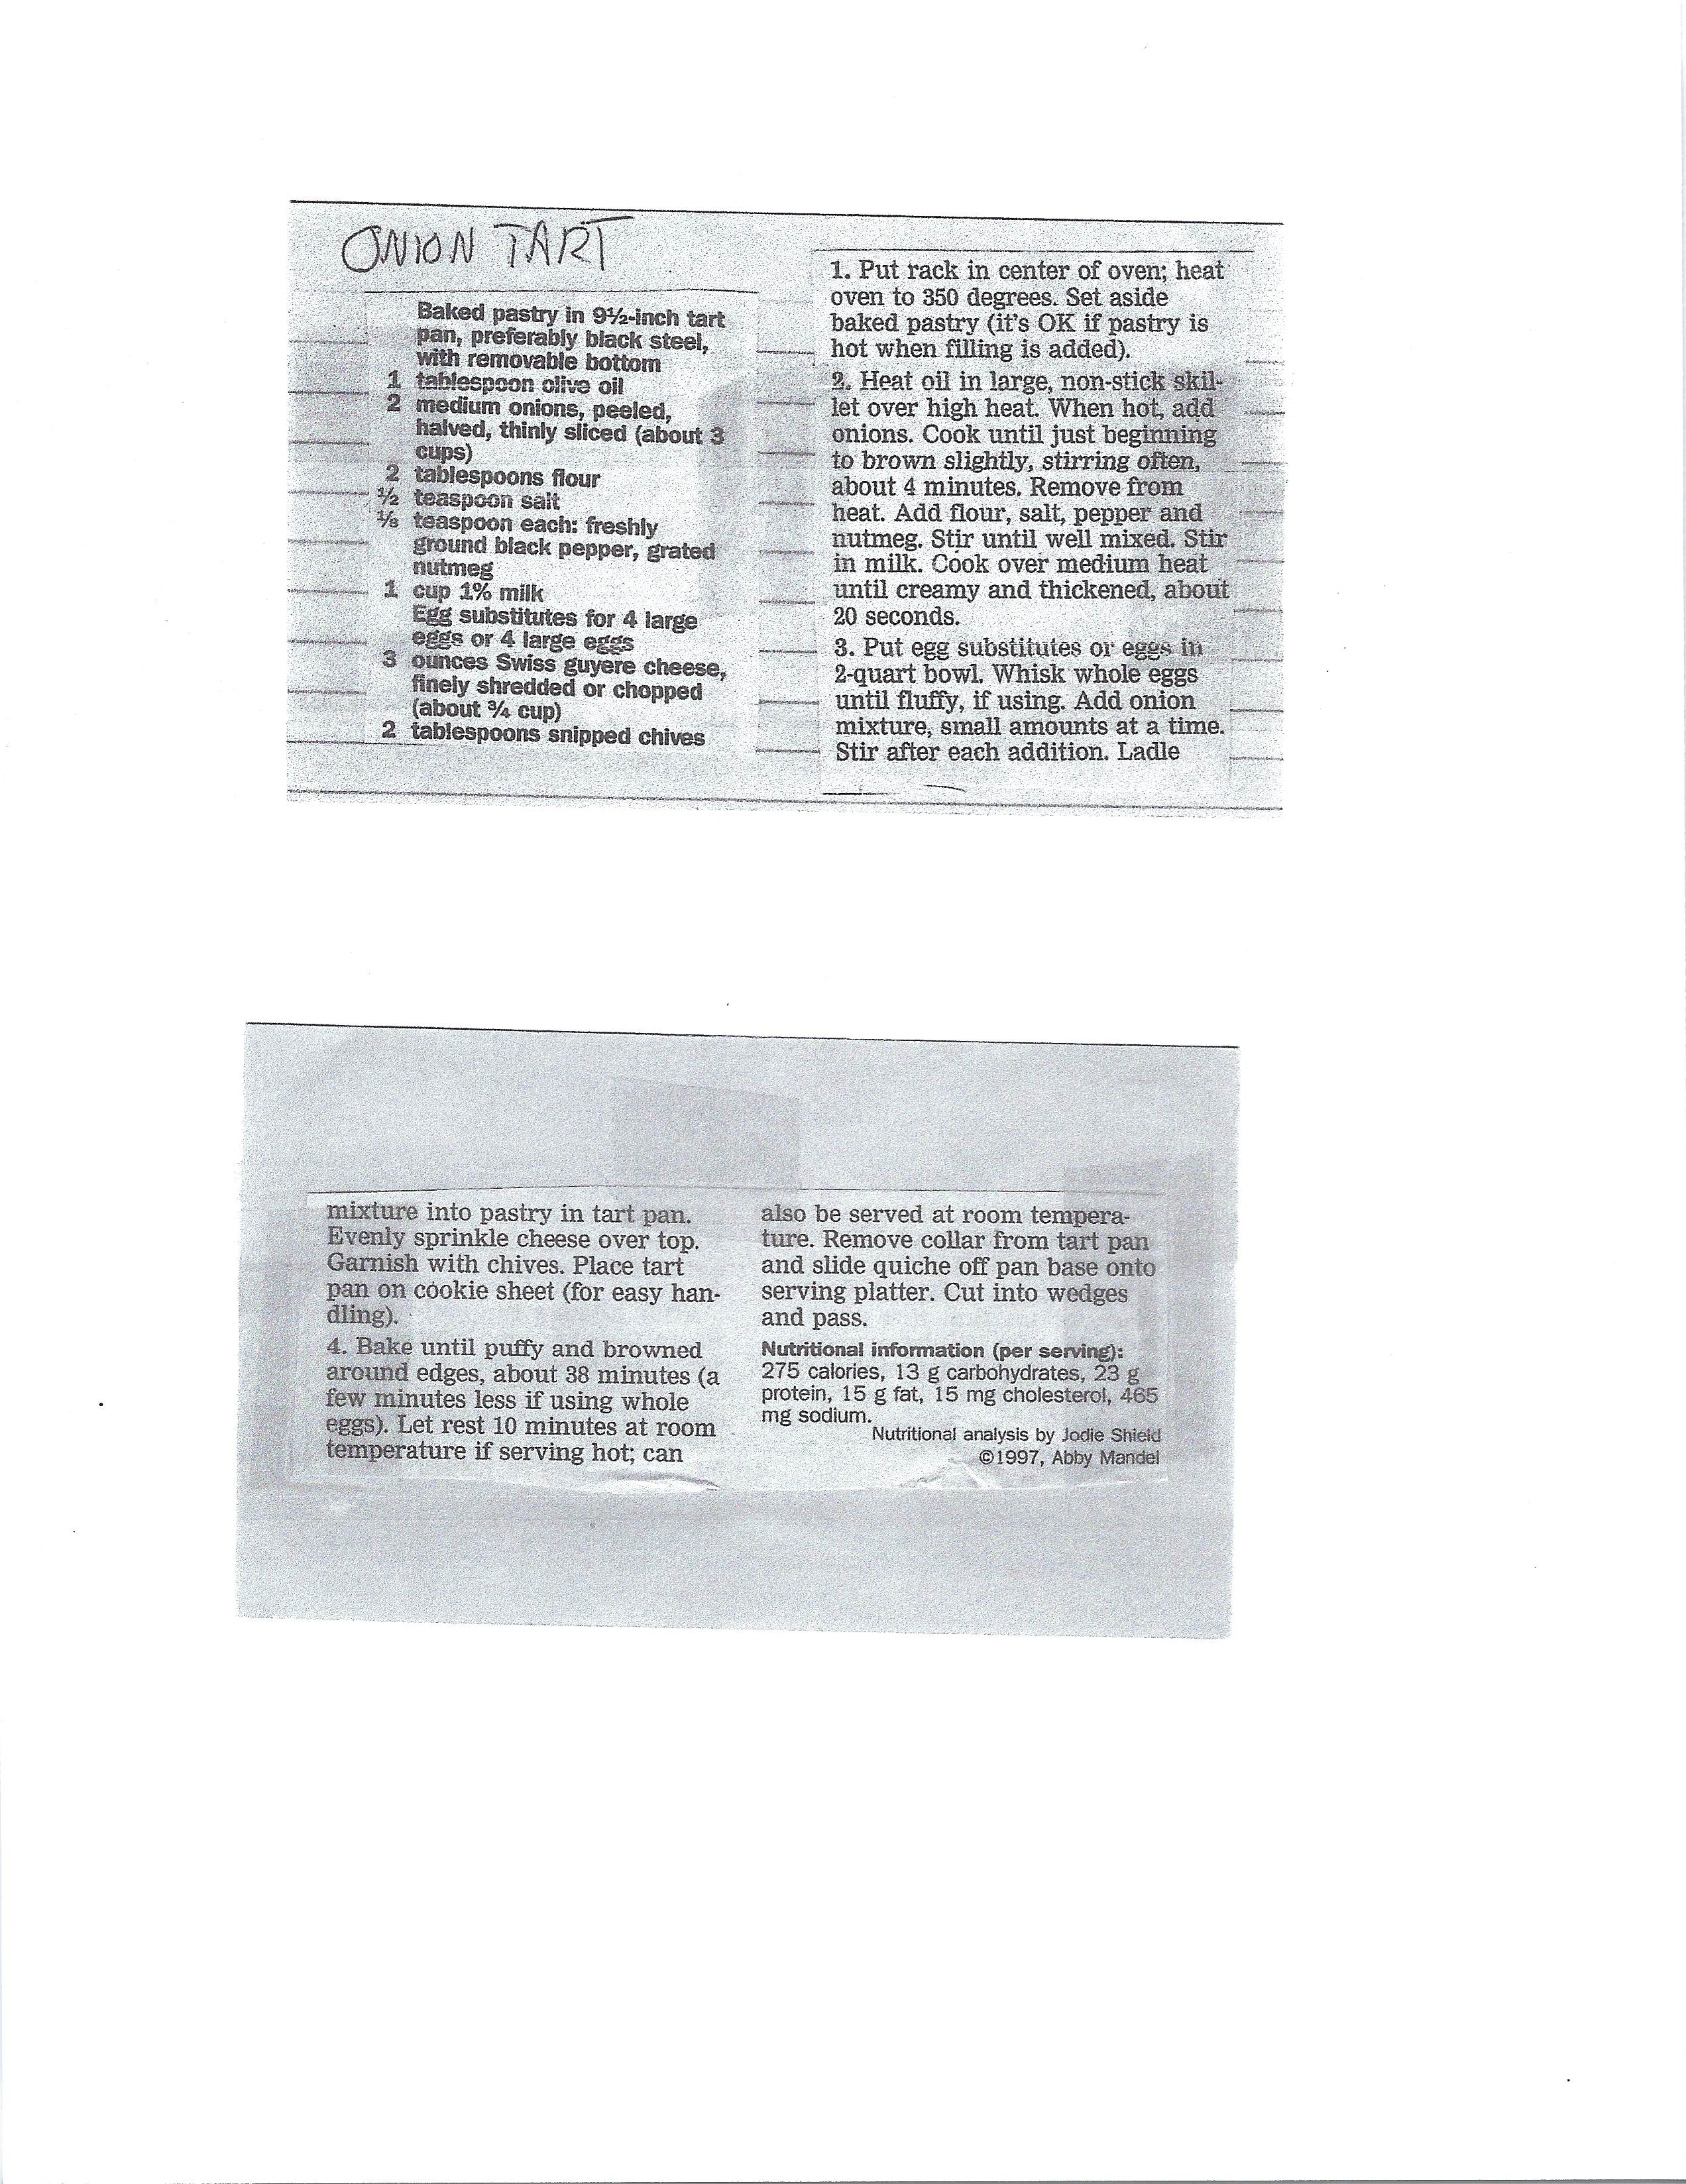 ONION TART
Baked pastry in 9½-inch tart
pan, preferably black steel,
with removable bottom
1 tablespoon olive oil
2 medium onions, peeled,
halved, thinly sliced (about 3
cups)
2 tablespoons flour
½ teaspoon salt
⅛ teaspoon each: freshly
ground black pepper, grated
nutmeg
1 cup 1% milk
Egg substitutes for 4 large
eggs or 4 large eggs
3 ounces Swiss guyere cheese,
finely shredded or chopped
(about ¾ cup)
2 tablespoons snipped chives
1. Put rack in center of oven; heat
oven to 350 degrees. Set aside
baked pastry (it's OK if pastry is
hot when filling is added).
2. Heat oil in large, non-stick skil-
let over high heat. When hot, add
onions. Cook until just beginning
to brown slightly, stirring often,
about 4 minutes. Remove from
heat. Add flour, salt, pepper and
nutmeg. Stir until well mixed. Stir
in milk. Cook over medium heat
until creamy and thickened, about
20 seconds.
3. Put egg substitutes or eggs in
2-quart bowl. Whisk whole eggs
until fluffy, if using. Add onion
mixture, small amounts at a time.
Stir after each addition. Ladle
mixture into pastry in tart pan.
Evenly sprinkle cheese over top.
Garnish with chives. Place tart
pan on cookie sheet (for easy han-
dling).
4. Bake until puffy and browned
around edges, about 38 minutes (a
few minutes less if using whole
eggs). Let rest 10 minutes at room
temperature if serving hot; can
also be served at room tempera-
ture. Remove collar from tart pan
and slide quiche off pan base onto
serving platter. Cut into wedges
and pass.
Nutritional information (per serving):
275 calories, 13 g carbohydrates, 23 g
protein, 15 g fat, 15 mg cholesterol, 465
mg sodium.
Nutritional analysis by Jodie Shield
©1997, Abby Mandel